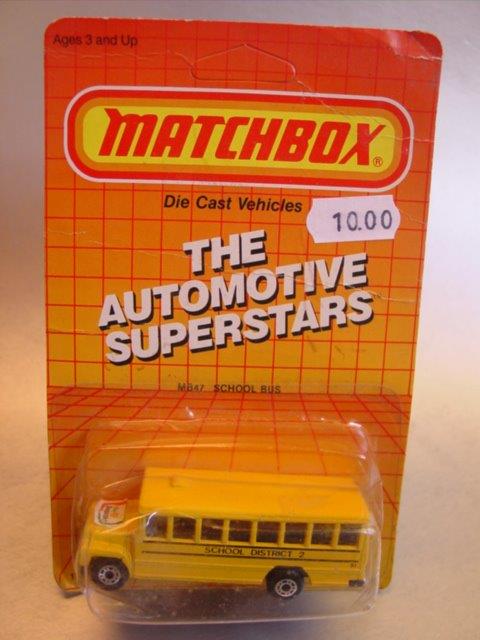 Ages 3 and Up
MATCHBOX®
Die Cast Vehicles
10.00
THE
AUTOMOTIVE
SUPERSTARS
MB47 SCHOOL BUS
SCHOOL DISTRICT 2